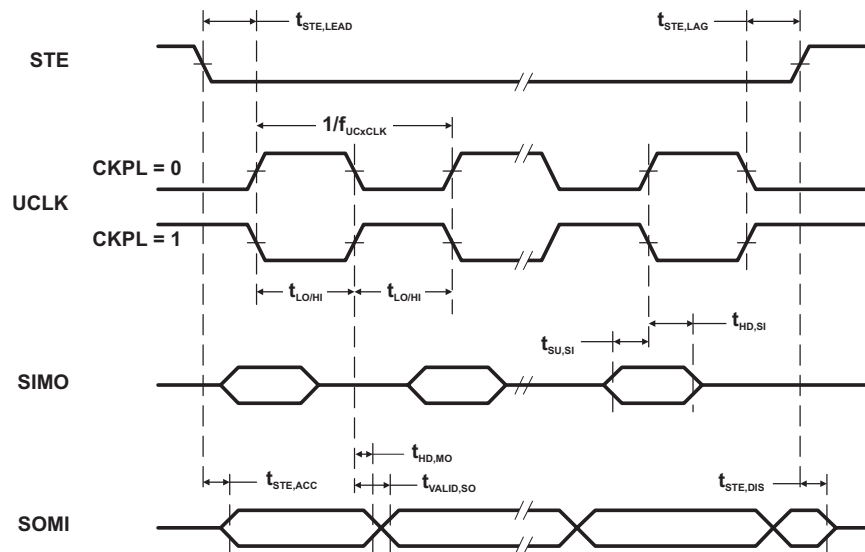 tSTE,LEAD
tSTE,LAG
STE
1/fUCxCLK
CKPL = 0
UCLK
CKPL = 1
tLO/HI
tLO/HI
tHD,SI
tSU,SI
SIMO
tHD,MO
tSTE,ACC
tVALID,SO
tSTE,DIS
SOMI